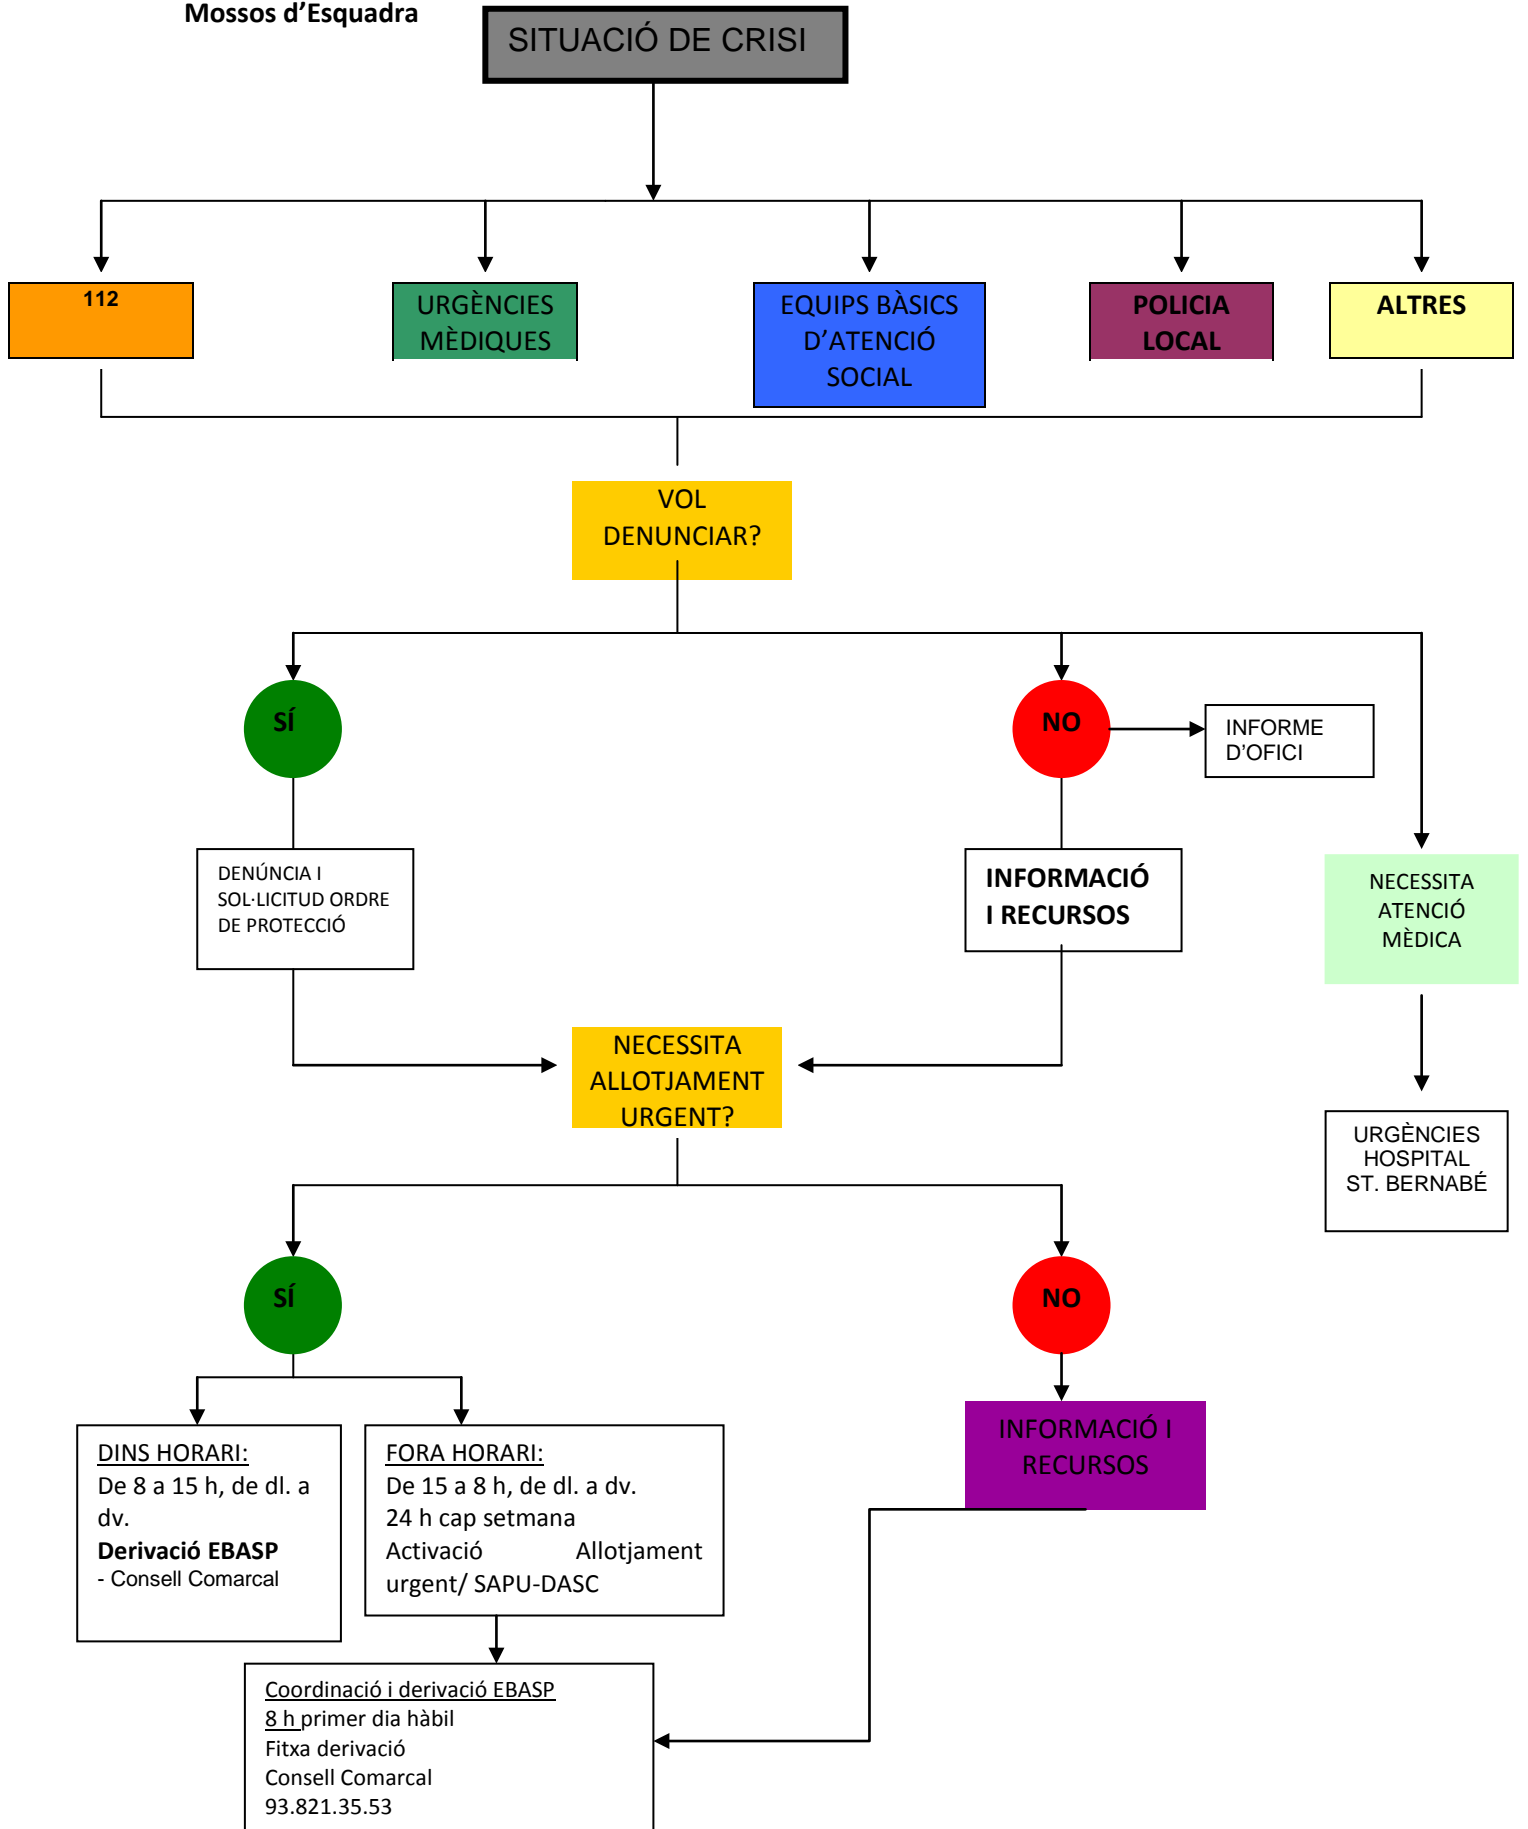 Mossos d'Esquadra
SITUACIÓ DE CRISI
112
URGÈNCIES
MÈDIQUES
EQUIPS BÀSICS
D'ATENCIÓ
SOCIAL
POLICIA
LOCAL
ALTRES
VOL
DENUNCIAR?
SÍ
NO
INFORME
D'OFICI
DENÚNCIA I
SOL·LICITUD ORDRE
DE PROTECCIÓ
INFORMACIÓ
I RECURSOS
NECESSITA
ATENCIÓ
MÈDICA
NECESSITA
ALLOTJAMENT
URGENT?
URGÈNCIES
HOSPITAL
ST. BERNABÉ
SÍ
NO
DINS HORARI:
De 8 a 15 h, de dl. a
dv.
Derivació EBASP
- Consell Comarcal
FORA HORARI:
De 15 a 8 h, de dl. a dv.
24 h cap setmana
Activació Allotjament
urgent/ SAPU-DASC
INFORMACIÓ I
RECURSOS
Coordinació i derivació EBASP
8 h primer dia hàbil
Fitxa derivació
Consell Comarcal
93.821.35.53